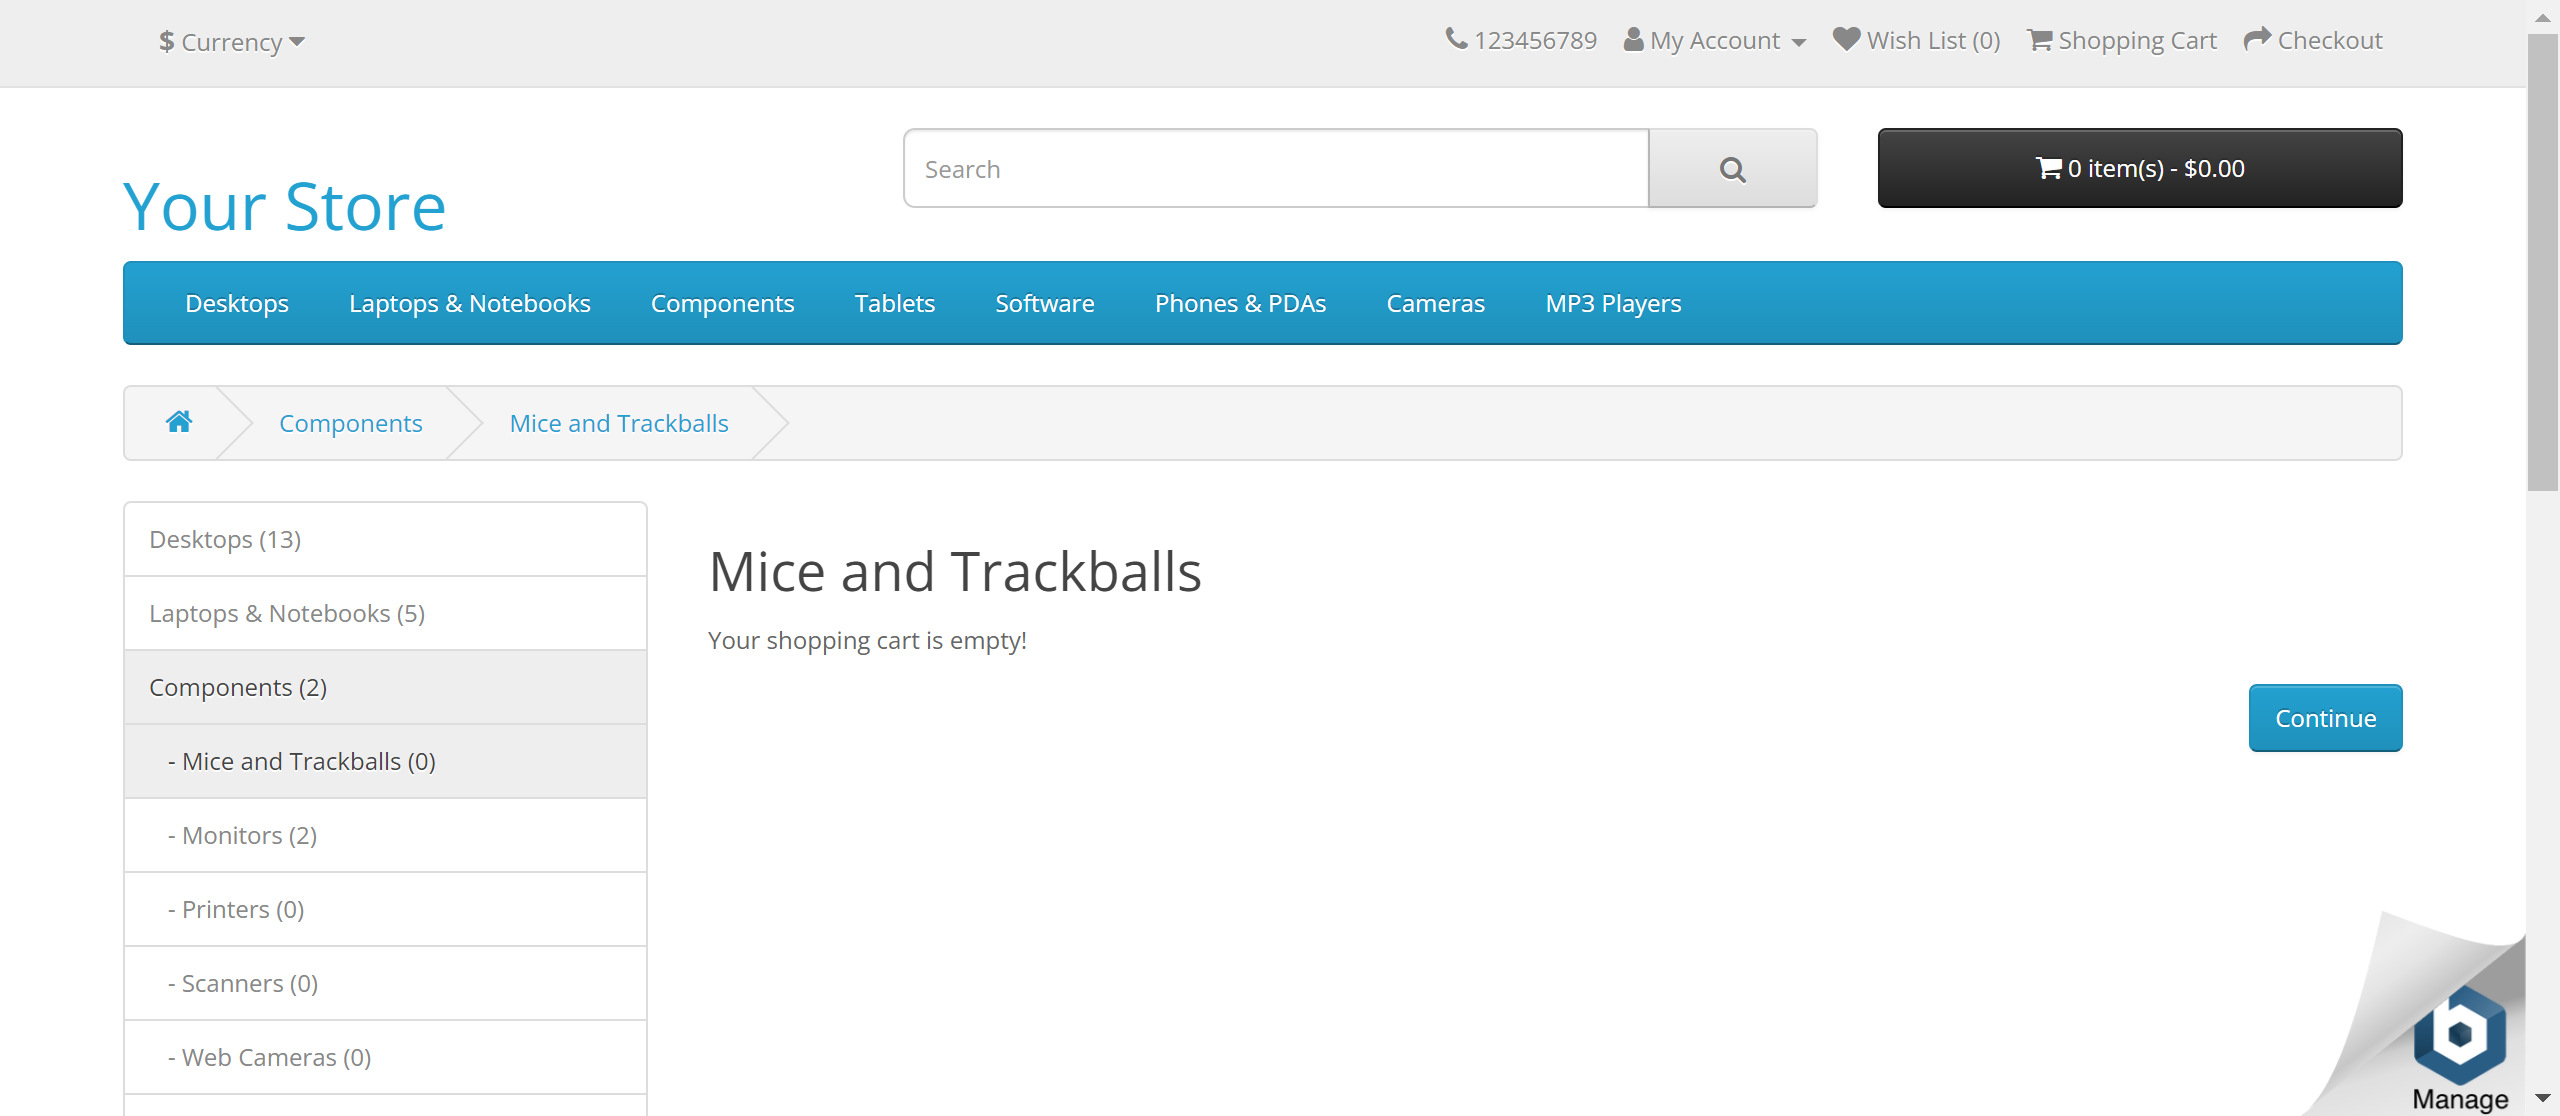 $ Currency
123456789 My Account Wish List (0) Shopping Cart Checkout
Your Store
Search
0 item(s) - $0.00
Desktops Laptops & Notebooks Components Tablets Software Phones & PDAs Cameras MP3 Players
Components Mice and Trackballs
Desktops (13)
Laptops & Notebooks (5)
Components (2)
- Mice and Trackballs (0)
- Monitors (2)
- Printers (0)
- Scanners (0)
- Web Cameras (0)
Mice and Trackballs
Your shopping cart is empty!
Continue
b
Manage